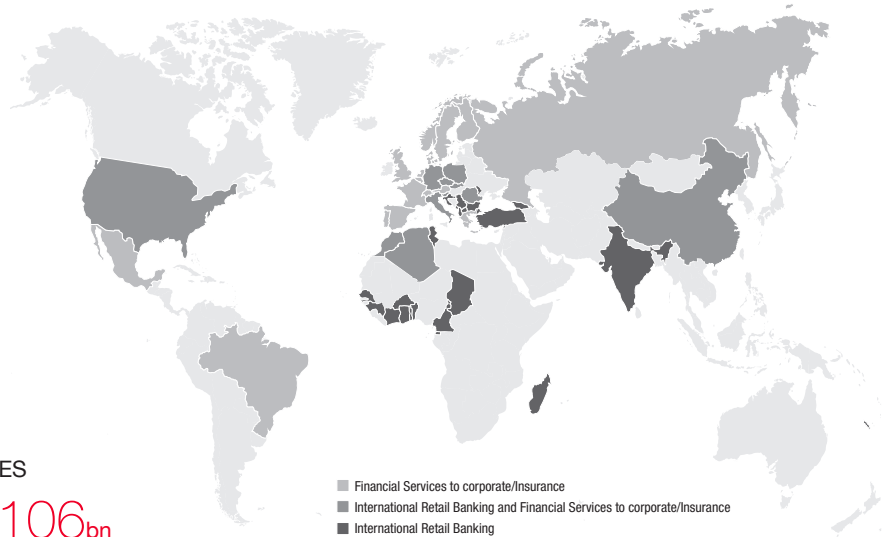 ES
106bn
Financial Services to corporate/Insurance
International Retail Banking and Financial Services to corporate/Insurance
International Retail Banking